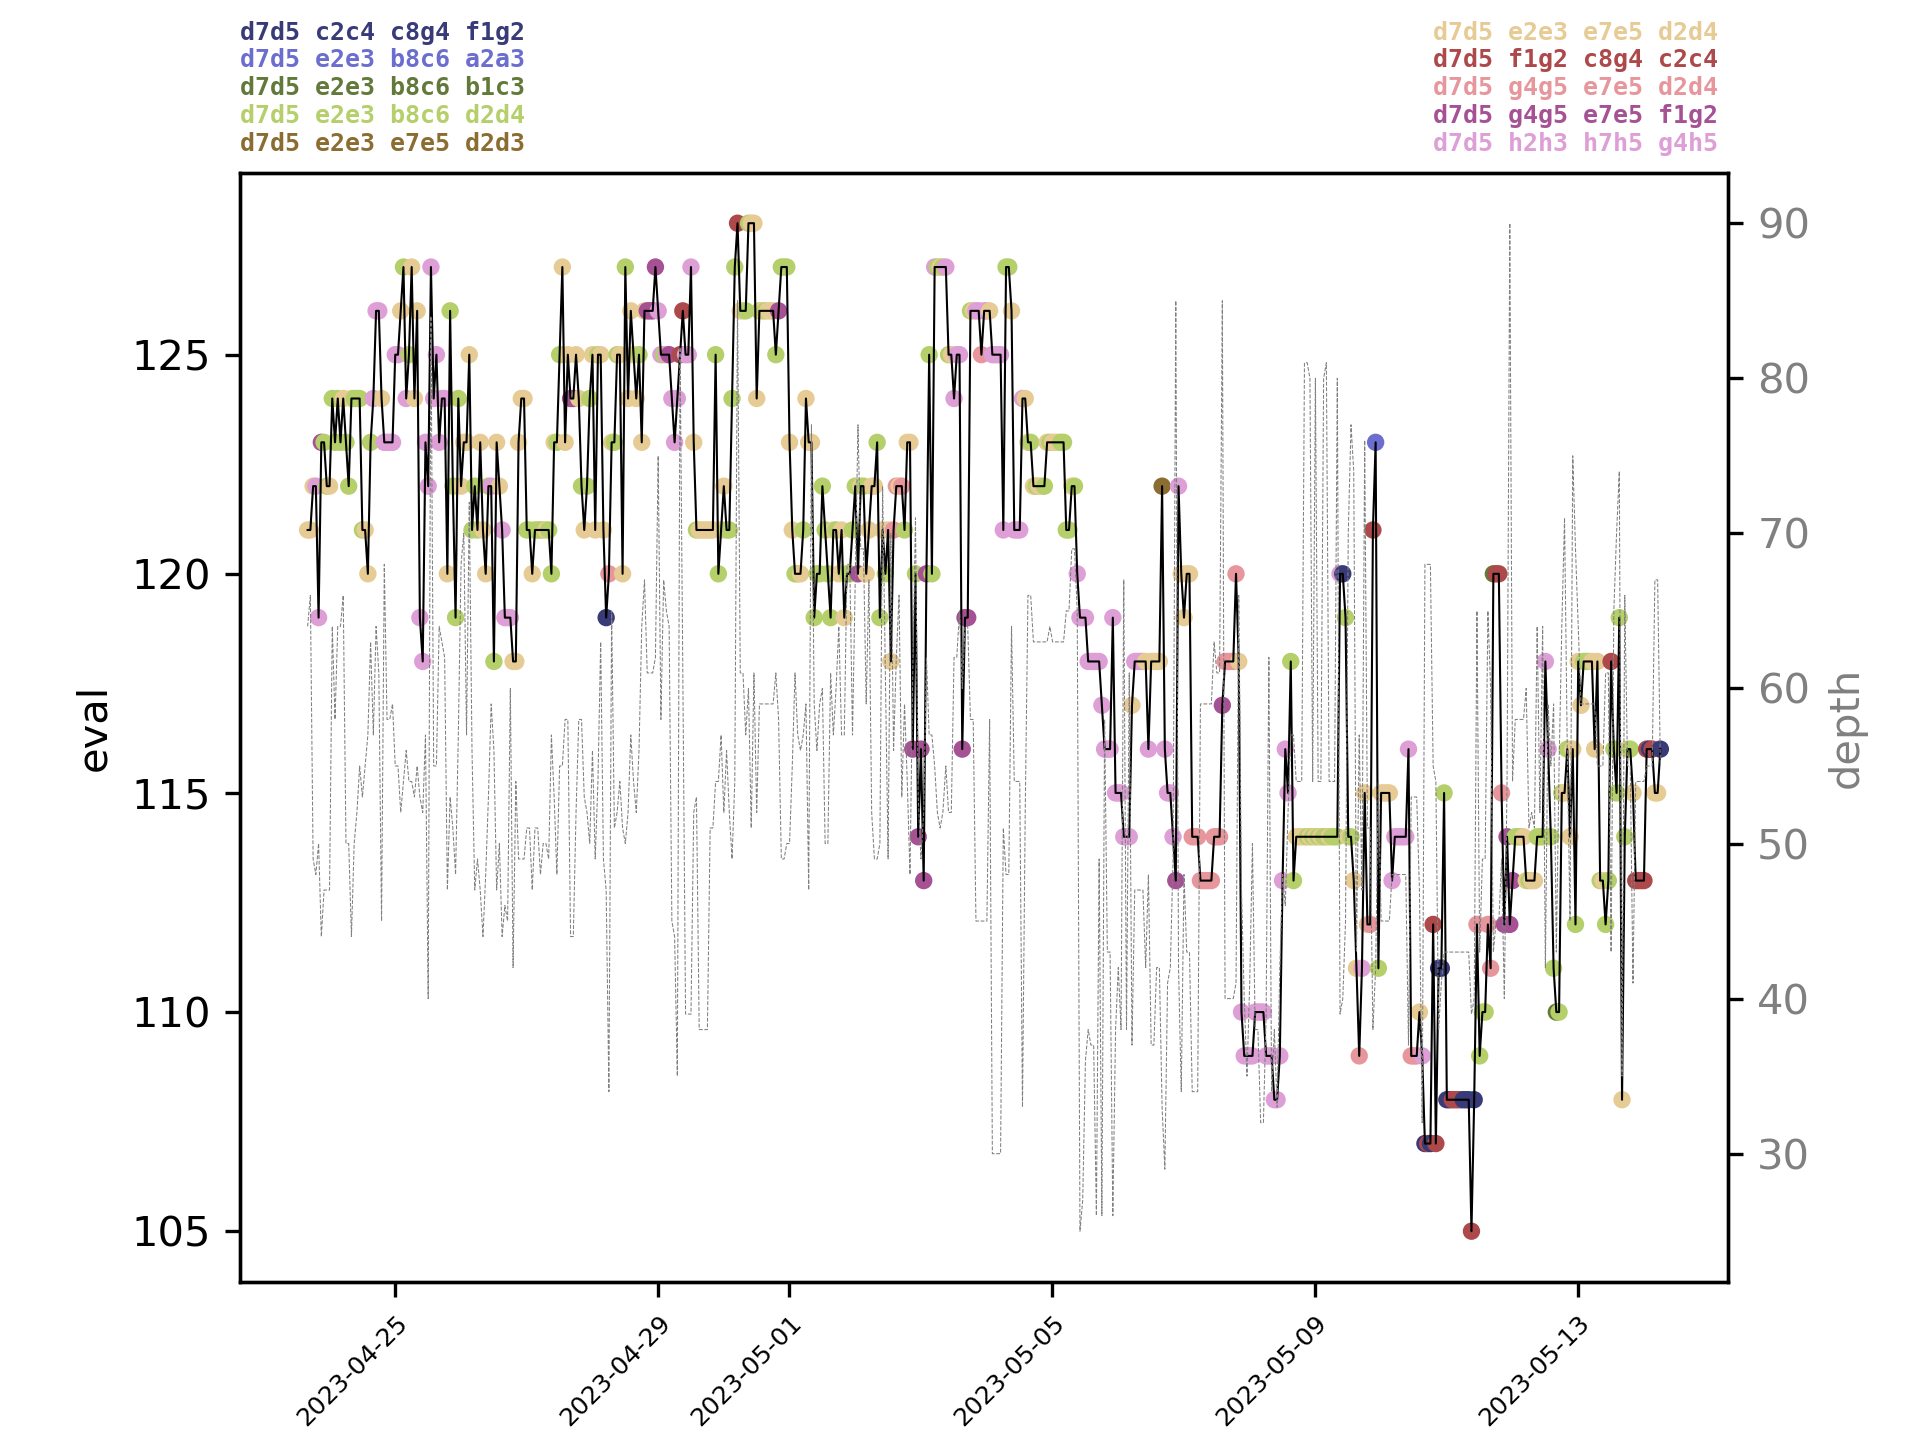 d7d5 c2c4 c8g4 f1g2
d7d5 e2e3 b8c6 a2a3
d7d5 e2e3 b8c6 b1c3
d7d5 e2e3 b8c6 d2d4
d7d5 e2e3 e7e5 d2d3
d7d5 e2e3 e7e5 d2d4
d7d5 f1g2 c8g4 c2c4
d7d5 g4g5 e7e5 d2d4
d7d5 g4g5 e7e5 f1g2
d7d5 h2h3 h7h5 g4h5
eval
125
120
115
110
105
90
80
70
60
50
40
30
depth
2023-04-25
2023-04-29
2023-05-01
2023-05-05
2023-05-09
2023-05-13